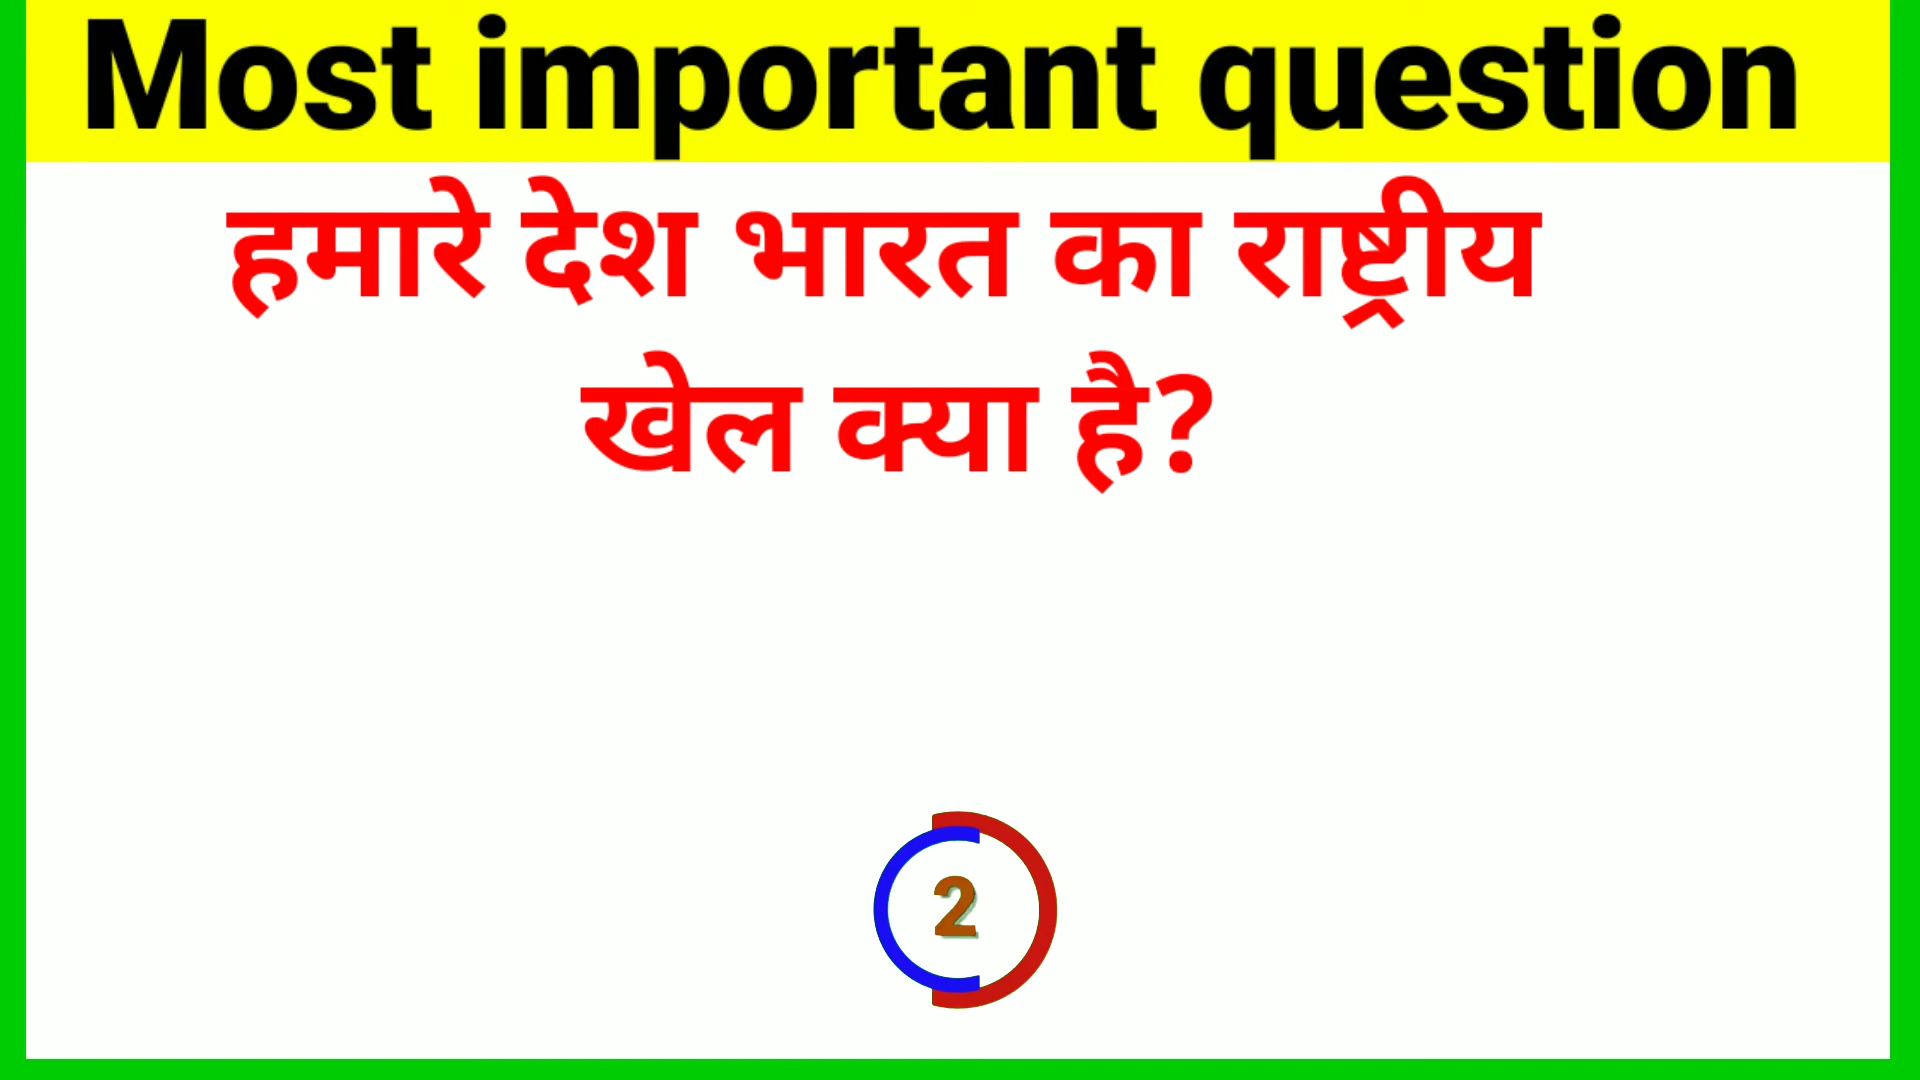 Most important question
हमारे देश भारत का राष्ट्रीय
खेल क्या है?
2